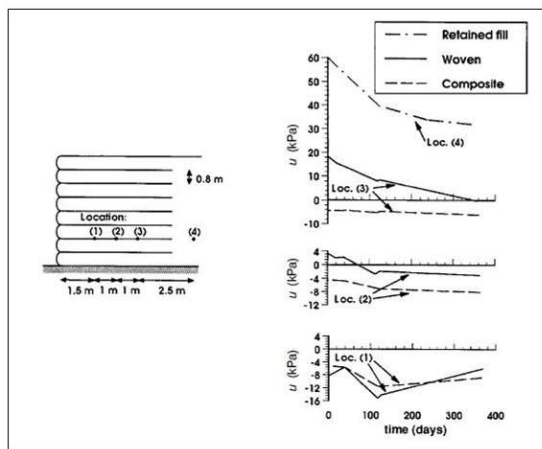 Retained fill
Woven
Composite
60
50
40
30
20
10
0
-10
u (kPa)
Loc. (4)
Loc. (3)
0.8 m
Location:
(1) (2) (3) (4)
1.5 m 1 m 1 m 2.5 m
4
0
-4
-8
-12
u (kPa)
Loc. (2)
4
0
-4
-8
-12
-16
u (kPa)
Loc. (1)
0 100 200 300 400
time (days)